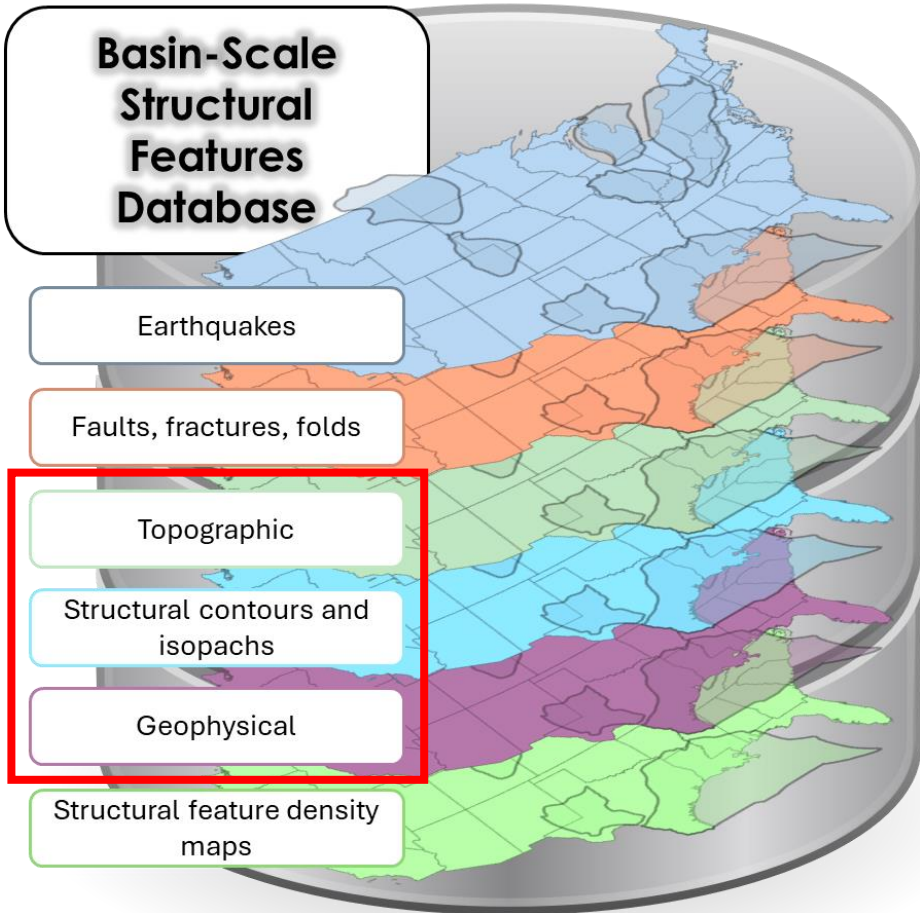 Basin-Scale
Structural
Features
Database
Earthquakes
Faults, fractures, folds
Topographic
Structural contours and
isopachs
Geophysical
Structural feature density
maps